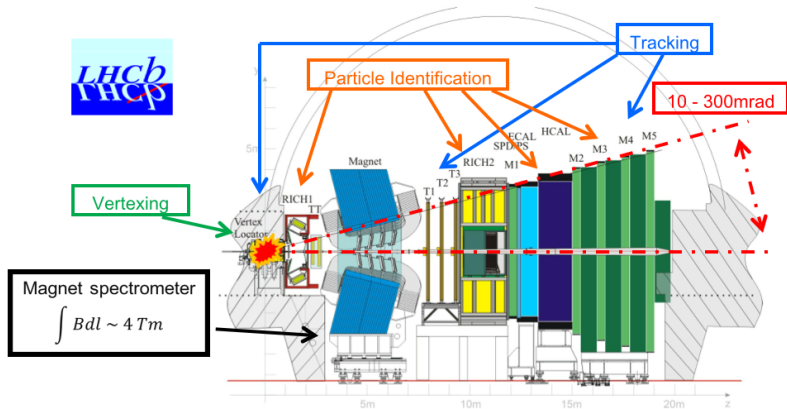 LHCb
LHCb
Tracking
Particle Identification
10 - 300mrad
y
5m
Magnet
SPD/PS
ECAL
HCAL
M1
M2
M3
M4
M5
RICH2
T1
T2
T3
RICH1
TT
Vertexing
Vertex
Locator
Magnet spectrometer
∫ Bdl ~ 4 Tm
5m
10m
15m
20m
z